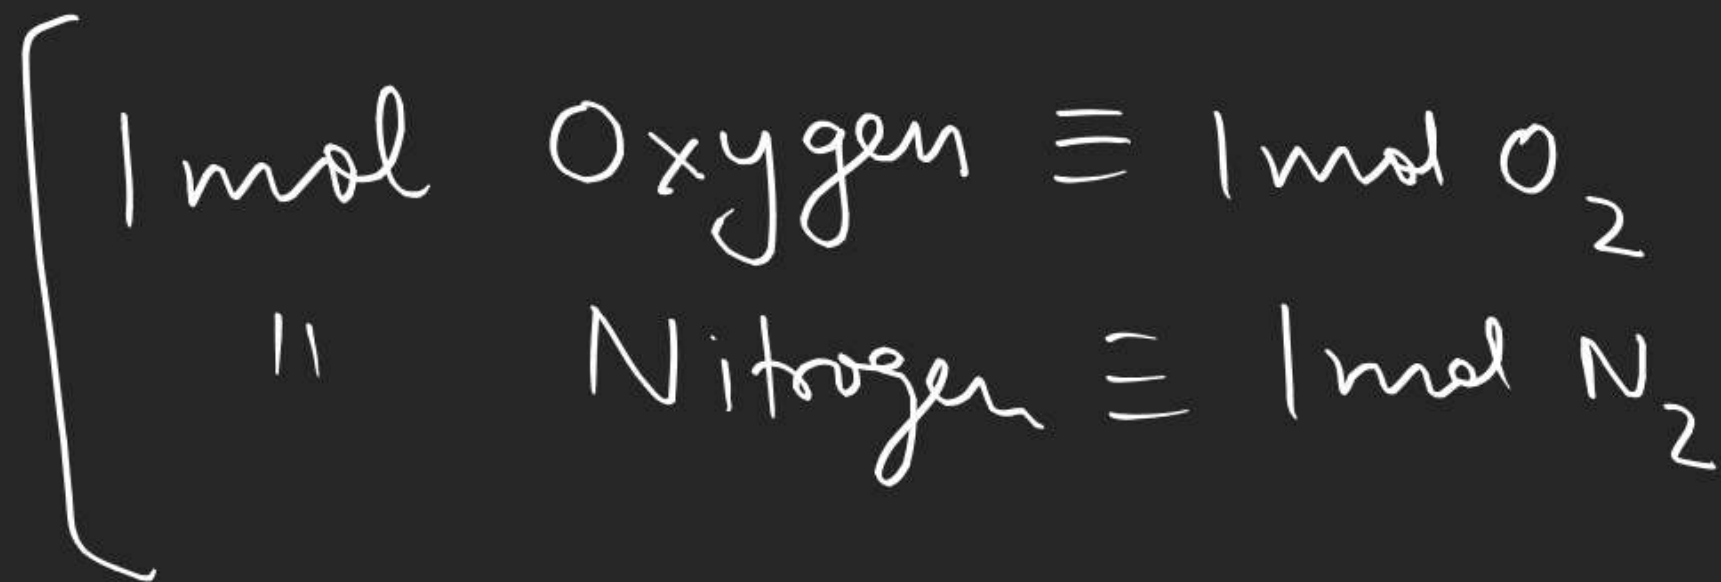 1 mol Oxygen ≡ 1 mol O₂
" Nitrogen ≡ 1 mol N₂